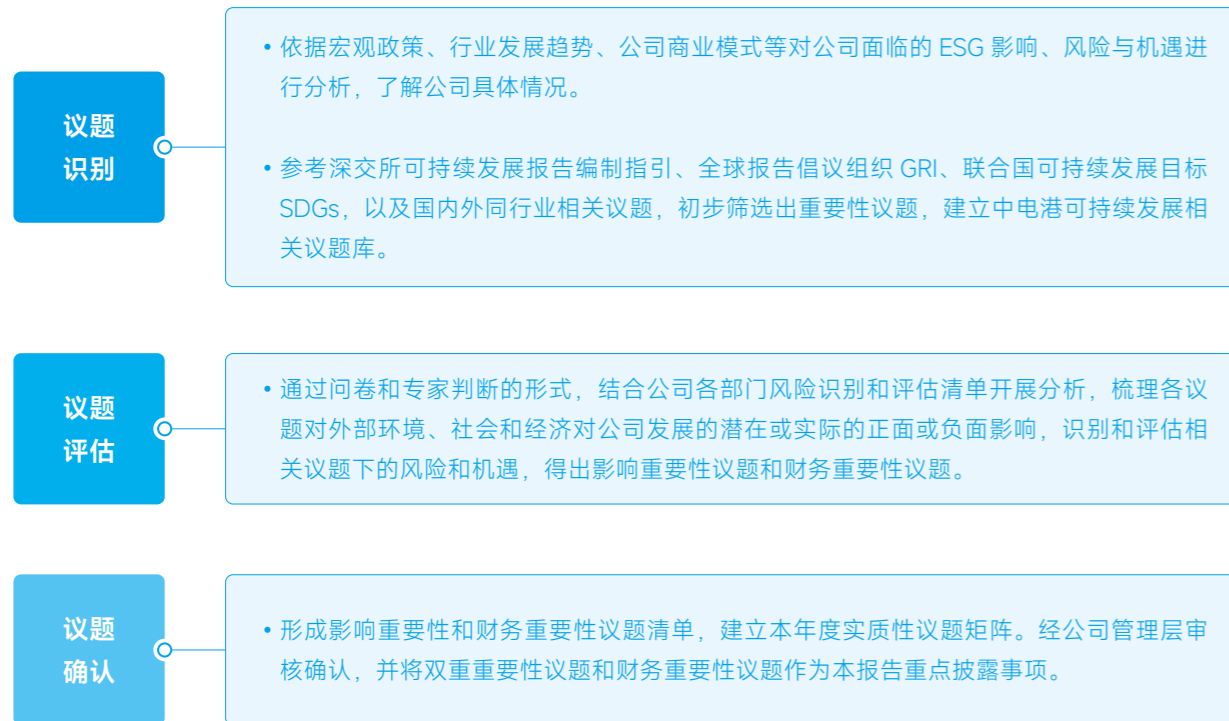 议题
识别
• 依据宏观政策、行业发展趋势、公司商业模式等对公司面临的 ESG 影响、风险与机遇进
行分析，了解公司具体情况。
• 参考深交所可持续发展报告编制指引、全球报告倡议组织 GRI、联合国可持续发展目标
SDGs，以及国内外同行业相关议题，初步筛选出重要性议题，建立中电港可持续发展相
关议题库。
议题
评估
• 通过问卷和专家判断的形式，结合公司各部门风险识别和评估清单开展分析，梳理各议
题对外部环境、社会和经济对公司发展的潜在或实际的正面或负面影响，识别和评估相
关议题下的风险和机遇，得出影响重要性议题和财务重要性议题。
议题
确认
• 形成影响重要性和财务重要性议题清单，建立本年度实质性议题矩阵。经公司管理层审
核确认，并将双重重要性议题和财务重要性议题作为本报告重点披露事项。